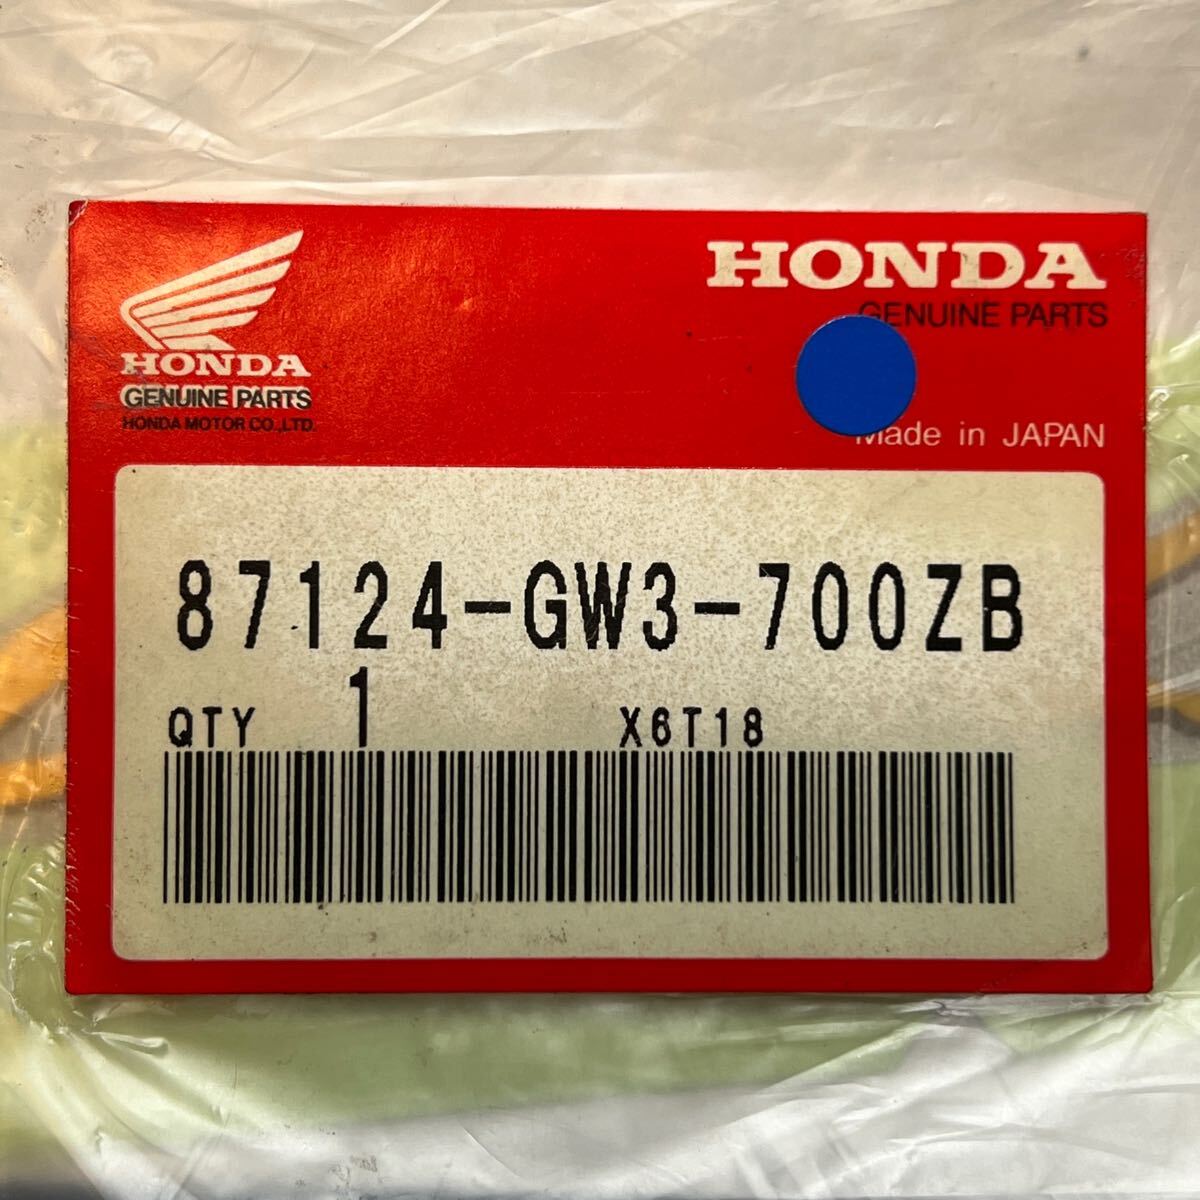 HONDA
GENUINE PARTS
HONDA MOTOR CO.,LTD.
HONDA
GENUINE PARTS
Made in JAPAN
87124-GW3-700ZB
QTY 1 X6T18